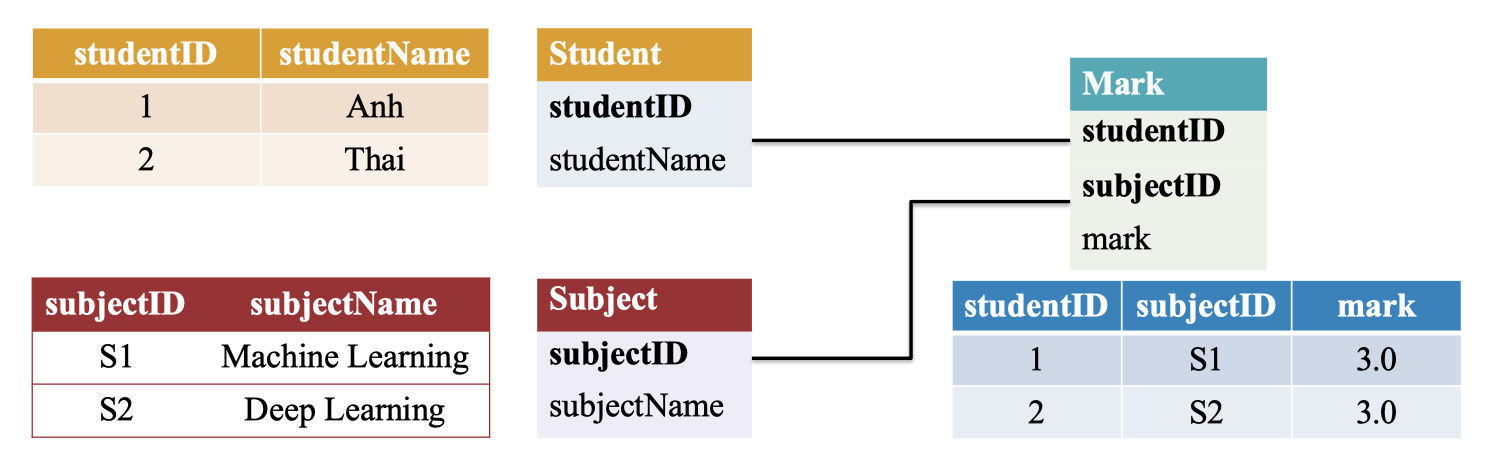 studentID studentName
1 Anh
2 Thai
Student
studentID
studentName
Mark
studentID
subjectID
mark
subjectID subjectName
S1 Machine Learning
S2 Deep Learning
Subject
subjectID
subjectName
studentID subjectID mark
1 S1 3.0
2 S2 3.0